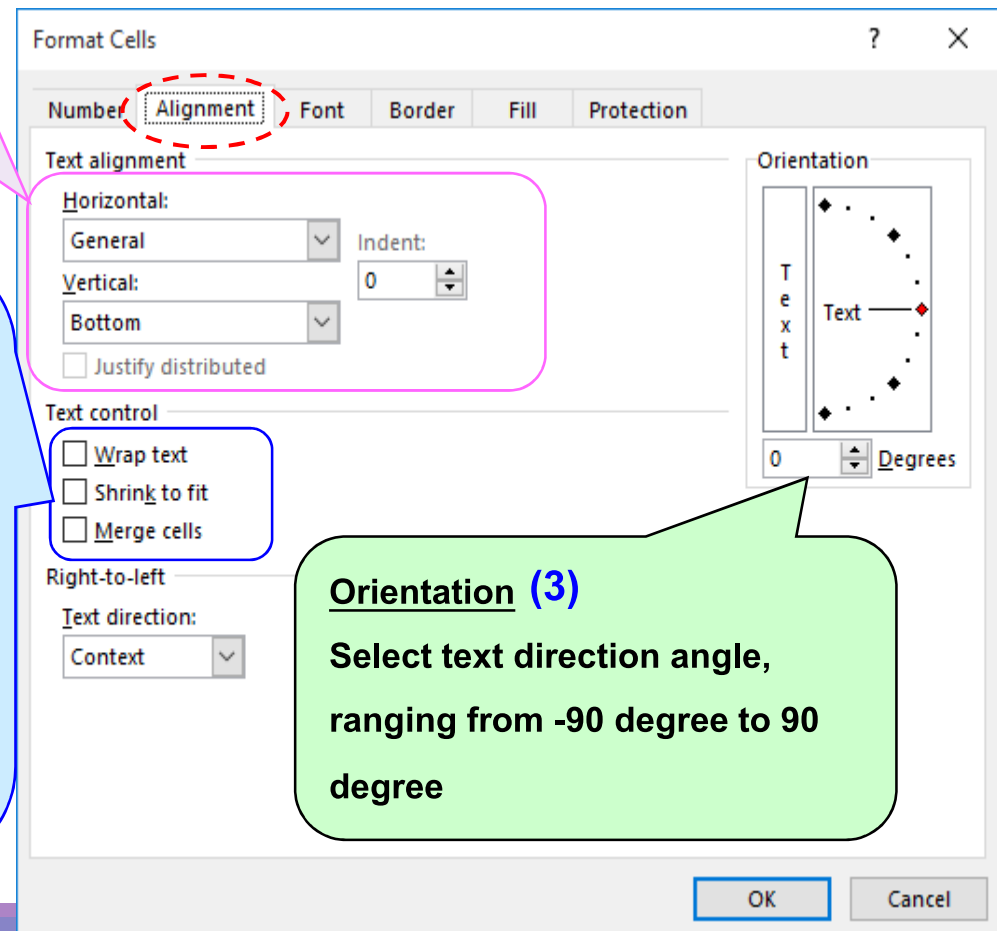 Format Cells ?
Number Alignment Font Border Fill Protection
Text alignment
Horizontal:
General
Indent:
0
Vertical:
Bottom
Justify distributed
Text control
Wrap text
Shrink to fit
Merge cells
Right-to-left
Text direction:
Context
Orientation
Text
Text
0 Degrees
Orientation (3)
Select text direction angle,
ranging from -90 degree to 90
degree
OK Cancel